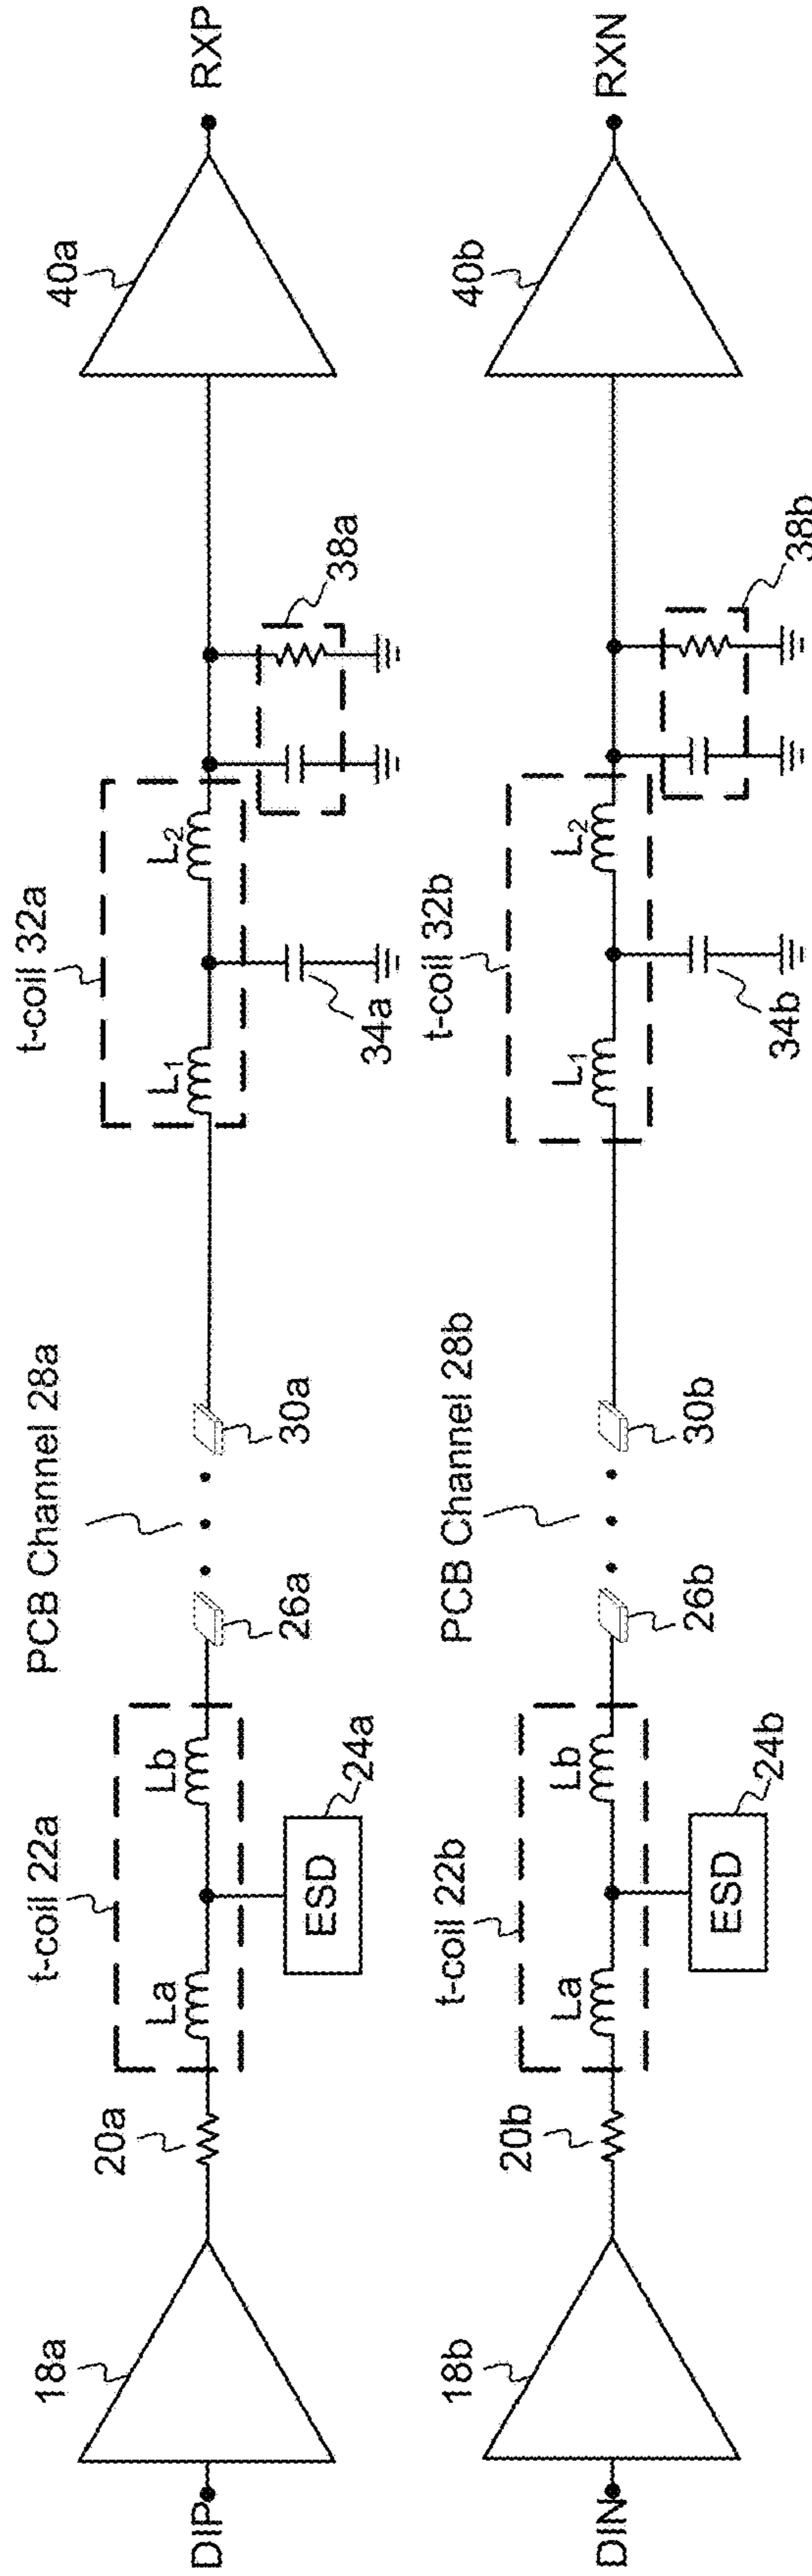 DIP
18a
20a
t-coil 22a
La
Lb
ESD
24a
26a
PCB Channel 28a
30a
t-coil 32a
L1
L2
34a
38a
40a
RXP
DIN
18b
20b
t-coil 22b
La
Lb
ESD
24b
26b
PCB Channel 28b
30b
t-coil 32b
L1
L2
34b
38b
40b
RXN